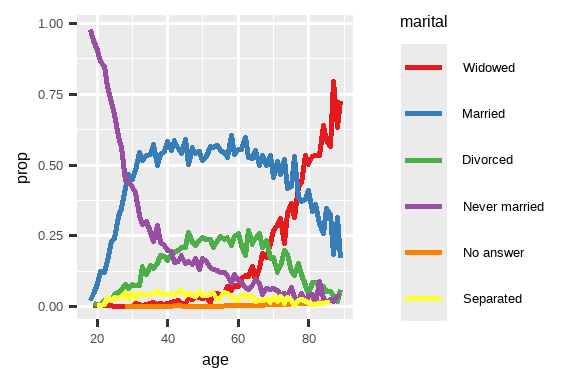 marital
1.00
0.75
0.50
0.25
0.00
prop
20 40 60 80
age
Widowed
Married
Divorced
Never married
No answer
Separated